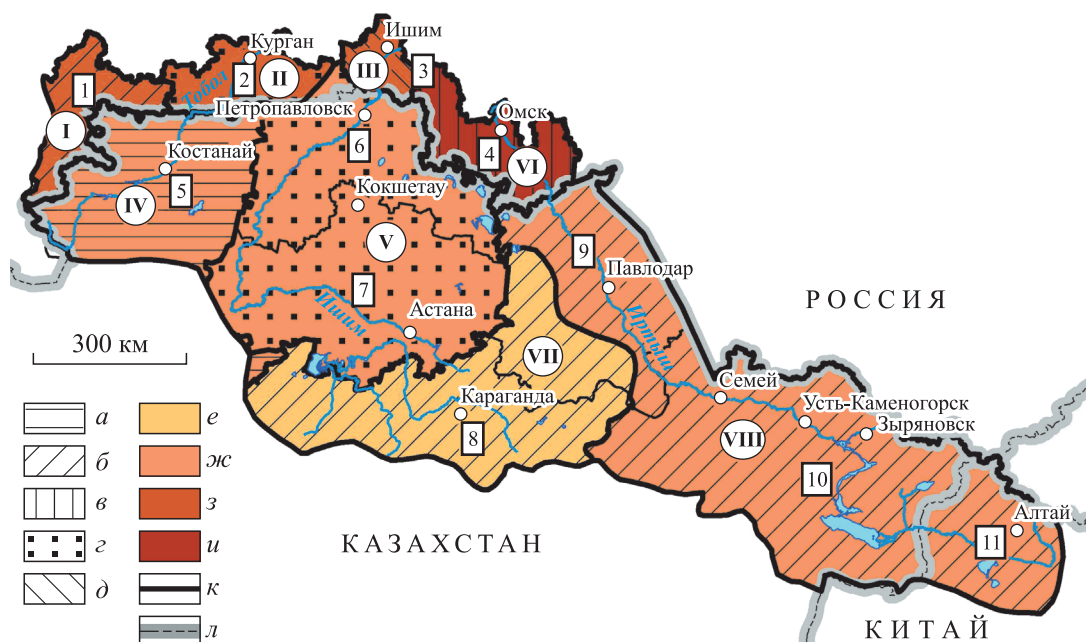 Ишим
Курган
1
2
II
III
3
Тобол
Петропавловск
Омск
I
6
4
VI
Костанай
5
Кокшетау
IV
V
9
Павлодар
7
РОССИЯ
Ишим
Астана
Иртыш
300 км
VII
Семей
Караганда
Усть-Каменогорск
Зыряновск
8
VIII
а
е
б
ж
10
в
з
Алтай
г
и
КАЗАХСТАН
11
д
к
л
КИТАЙ